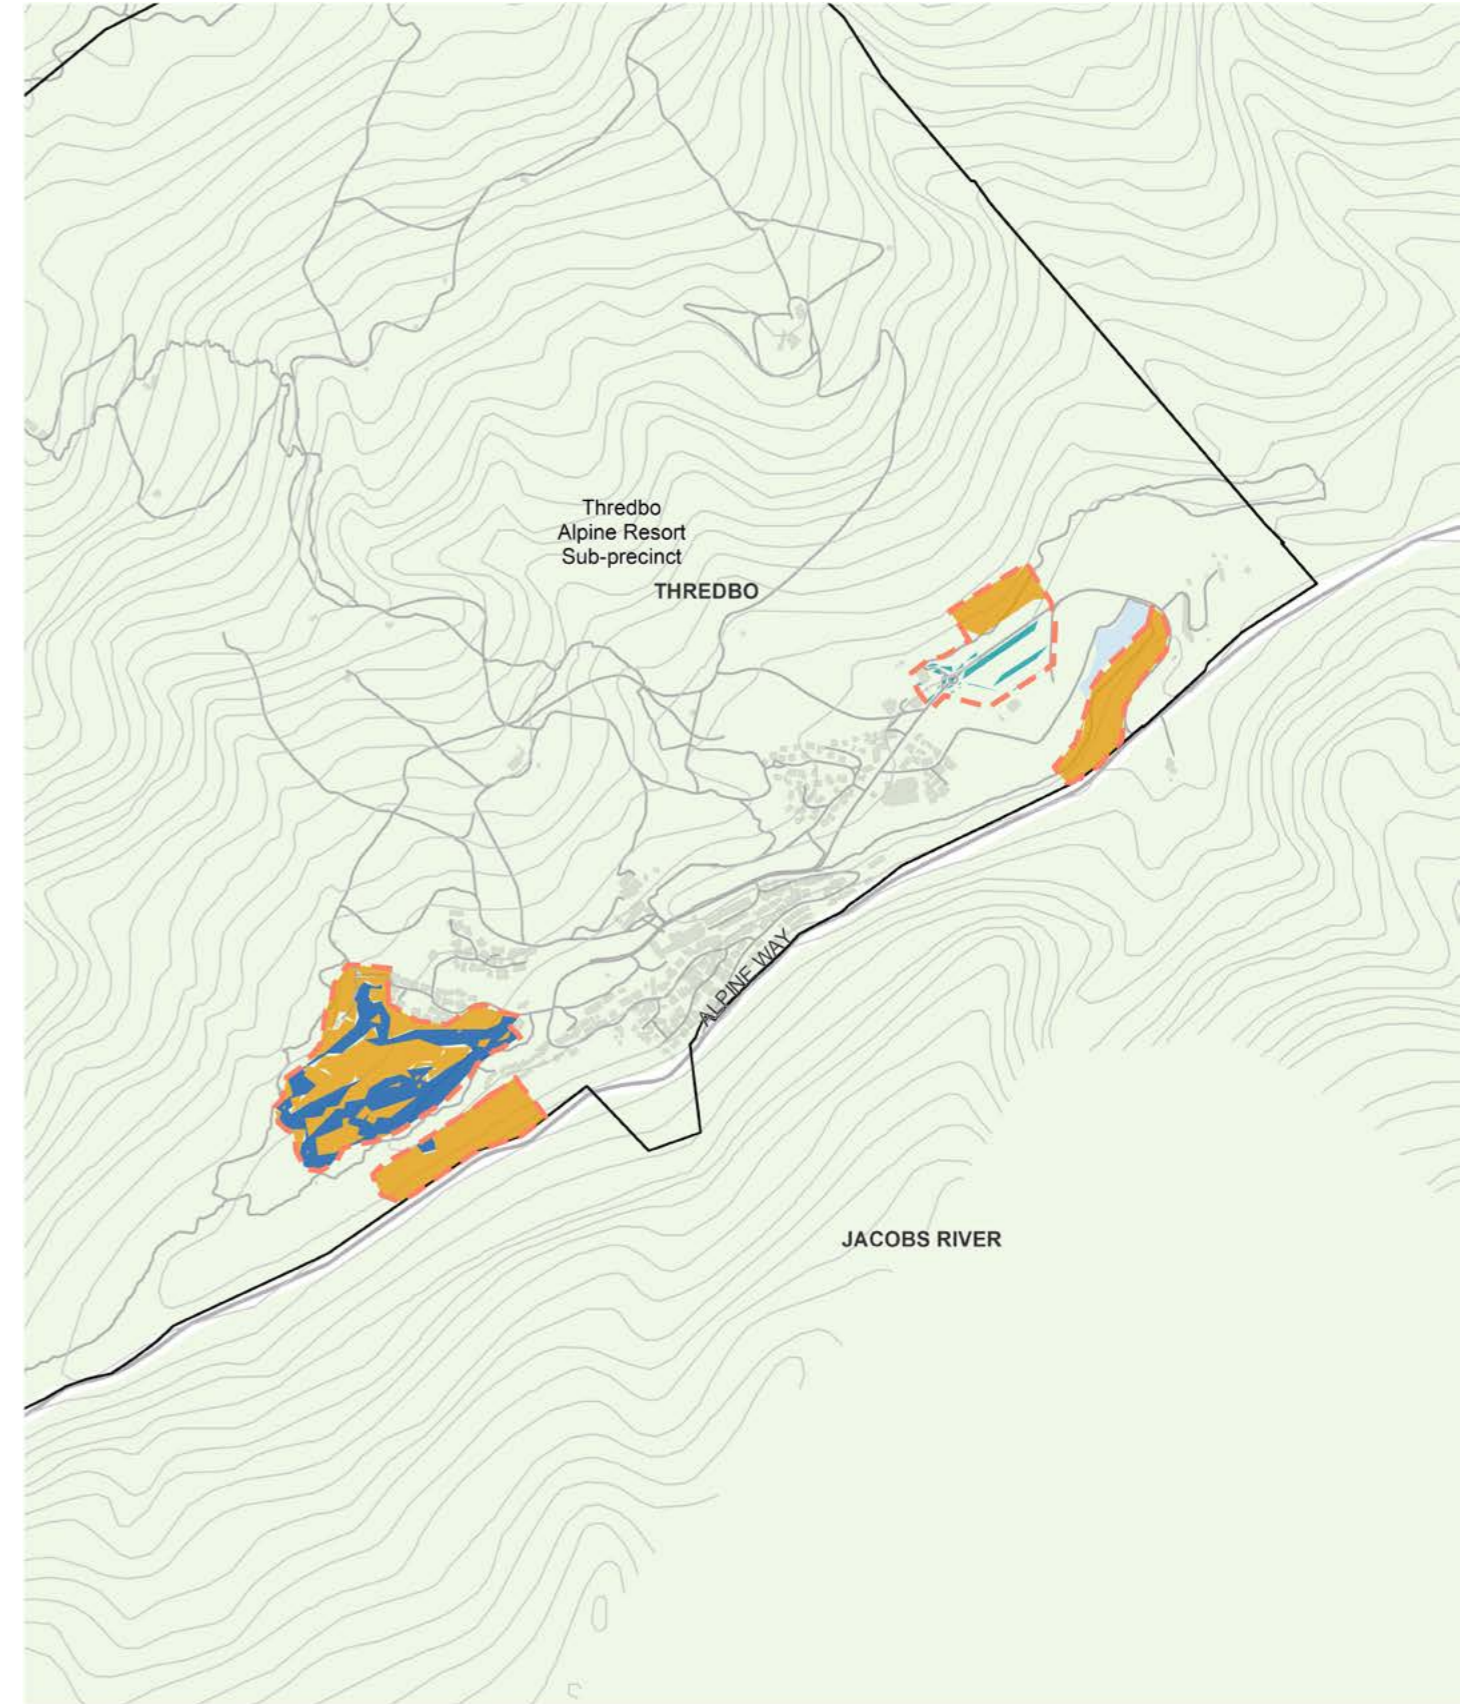 Thredbo
Alpine Resort
Sub-precinct
THREDBO
ALPINE WAY
JACOBS RIVER